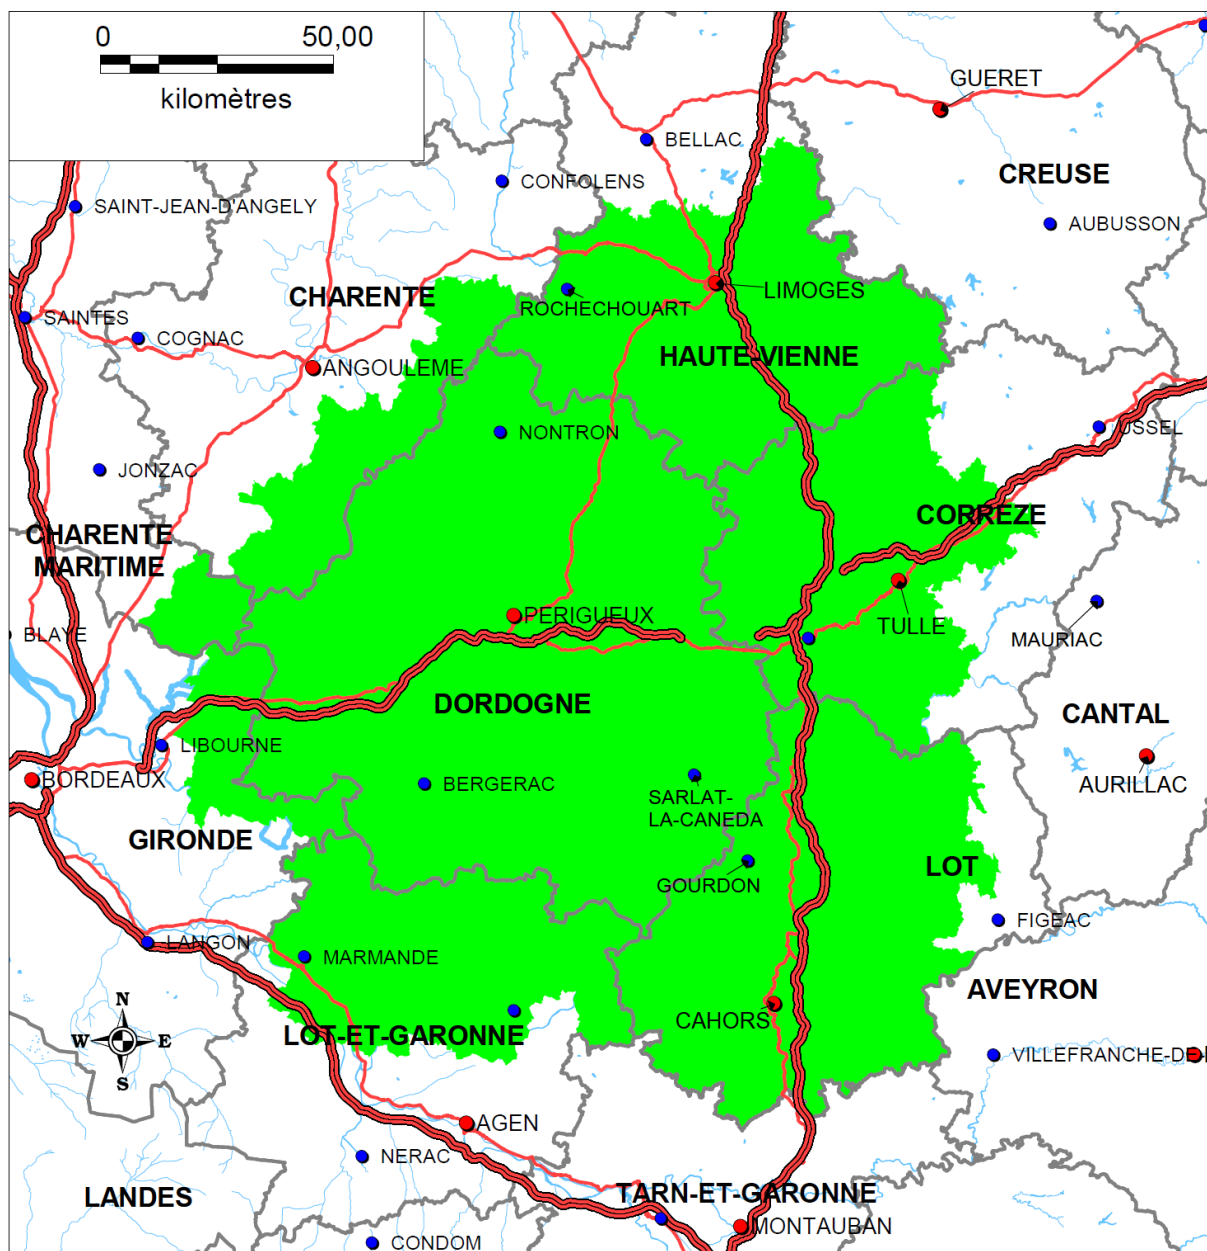 0 50,00
kilomètres
GUERET
BELLAC
CREUSE
CONFOLENS
SAINT-JEAN-D'ANGELY
AUBUSSON
CHARENTE
LIMOGES
ROCHECHOUART
SAINTES
COGNAC
HAUTE-VIENNE
ANGOULEME
NONTRON
USSEL
JONZAC
CORREZE
CHARENTE
MARITIME
PERIGUEUX
TULLE
BLAYE
MAURIAC
DORDOGNE
CANTAL
LIBOURNE
BORDEAUX
BERGERAC
SARLAT-
LA-CANEDA
AURILLAC
GIRONDE
LOT
GOURDON
FIGEAC
LANGON
MARMANDE
AVEYRON
N
W E
S
CAHORS
LOT-ET-GARONNE
VILLEFRANCHE-DE-
AGEN
NERAC
LANDES
TARN-ET-GARONNE
MONTAUBAN
CONDOM